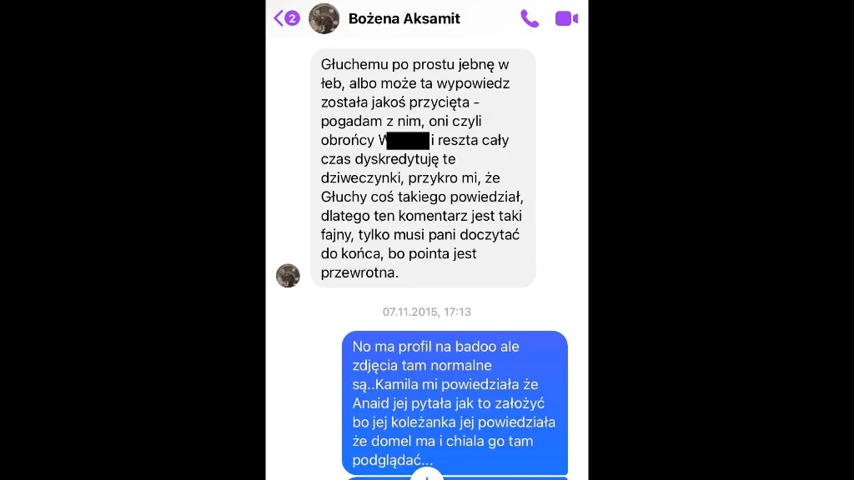 2
Bożena Aksamit
Głuchemu po prostu jebnę w
łeb, albo może ta wypowiedz
została jakoś przycięta -
pogadam z nim, oni czyli
obrońcy W i reszta cały
czas dyskredytuję te
dziweczynki, przykro mi, że
Głuchy coś takiego powiedział,
dlatego ten komentarz jest taki
fajny, tylko musi pani doczytać
do końca, bo pointa jest
przewrotna.
07.11.2015, 17:13
No ma profil na badoo ale
zdjęcia tam normalne
są..Kamila mi powiedziała że
Anaid jej pytała jak to założyć
bo jej koleżanka jej powiedziała
że domel ma i chiala go tam
podglądać...